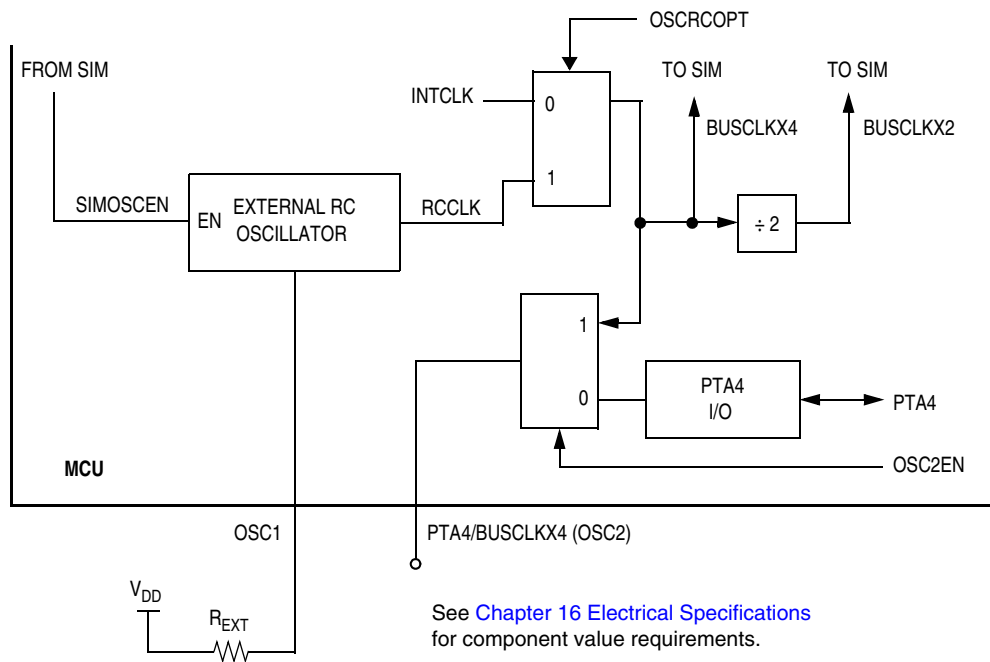 OSCRCOPT
FROM SIM
TO SIM
TO SIM
INTCLK
0
BUSCLKX4
BUSCLKX2
1
SIMOSCEN
EN
EXTERNAL RC
OSCILLATOR
RCCLK
÷ 2
1
0
PTA4
I/O
PTA4
MCU
OSC2EN
OSC1
PTA4/BUSCLKX4 (OSC2)
VDD
REXT
See Chapter 16 Electrical Specifications
for component value requirements.